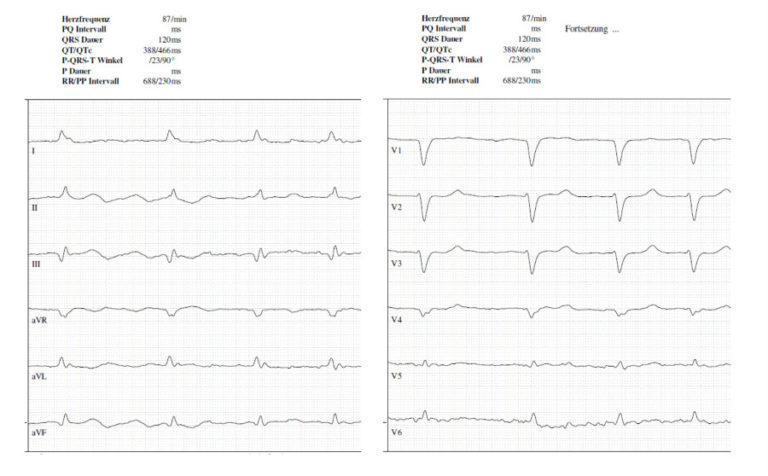 Herzfrequenz 87/min
PQ Intervall ms
QRS Dauer 120ms
QT/QTc 388/466ms
P-QRS-T Winkel /23/90°
P Dauer ms
RR/PP Intervall 688/230ms
I
II
III
aVR
aVL
aVF
Herzfrequenz 87/min
PQ Intervall ms Fortsetzung ...
QRS Dauer 120ms
QT/QTc 388/466ms
P-QRS-T Winkel /23/90°
P Dauer ms
RR/PP Intervall 688/230ms
V1
V2
V3
V4
V5
V6